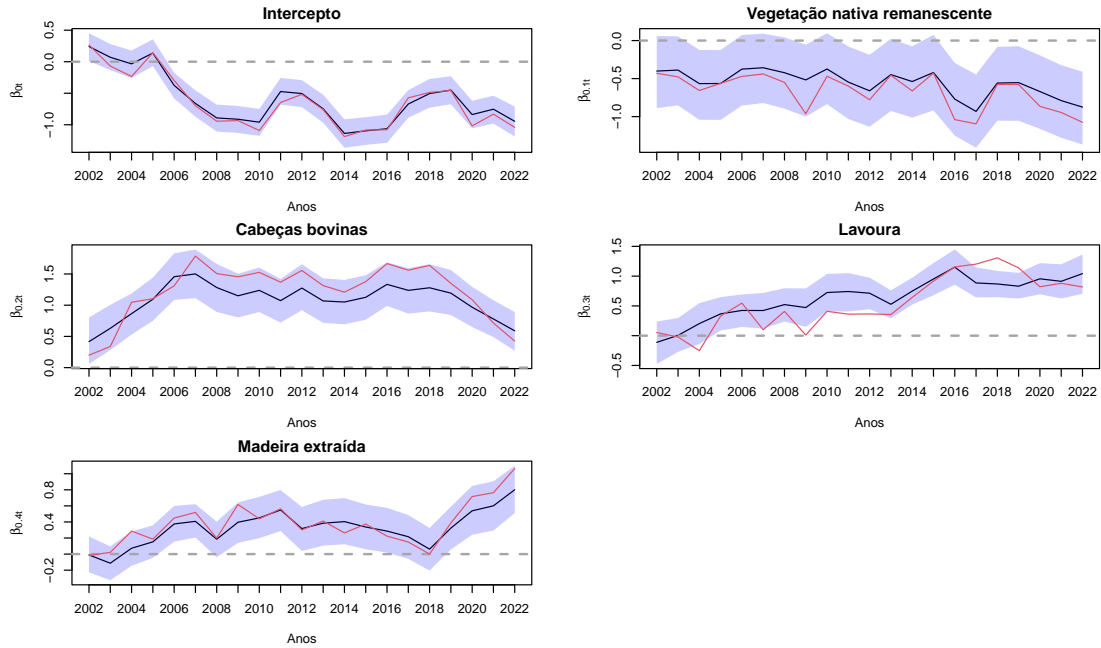 Intercepto
β0t
0.5
0.0
−1.0
2002 2004 2006 2008 2010 2012 2014 2016 2018 2020 2022
Anos
Vegetação nativa remanescente
β0.1t
0.0
−0.5
−1.0
2002 2004 2006 2008 2010 2012 2014 2016 2018 2020 2022
Anos
Cabeças bovinas
β0.2t
1.5
1.0
0.5
0.0
2002 2004 2006 2008 2010 2012 2014 2016 2018 2020 2022
Anos
Lavoura
β0.3t
1.5
0.5
−0.5
2002 2004 2006 2008 2010 2012 2014 2016 2018 2020 2022
Anos
Madeira extraída
β0.4t
0.8
0.4
−0.2
2002 2004 2006 2008 2010 2012 2014 2016 2018 2020 2022
Anos